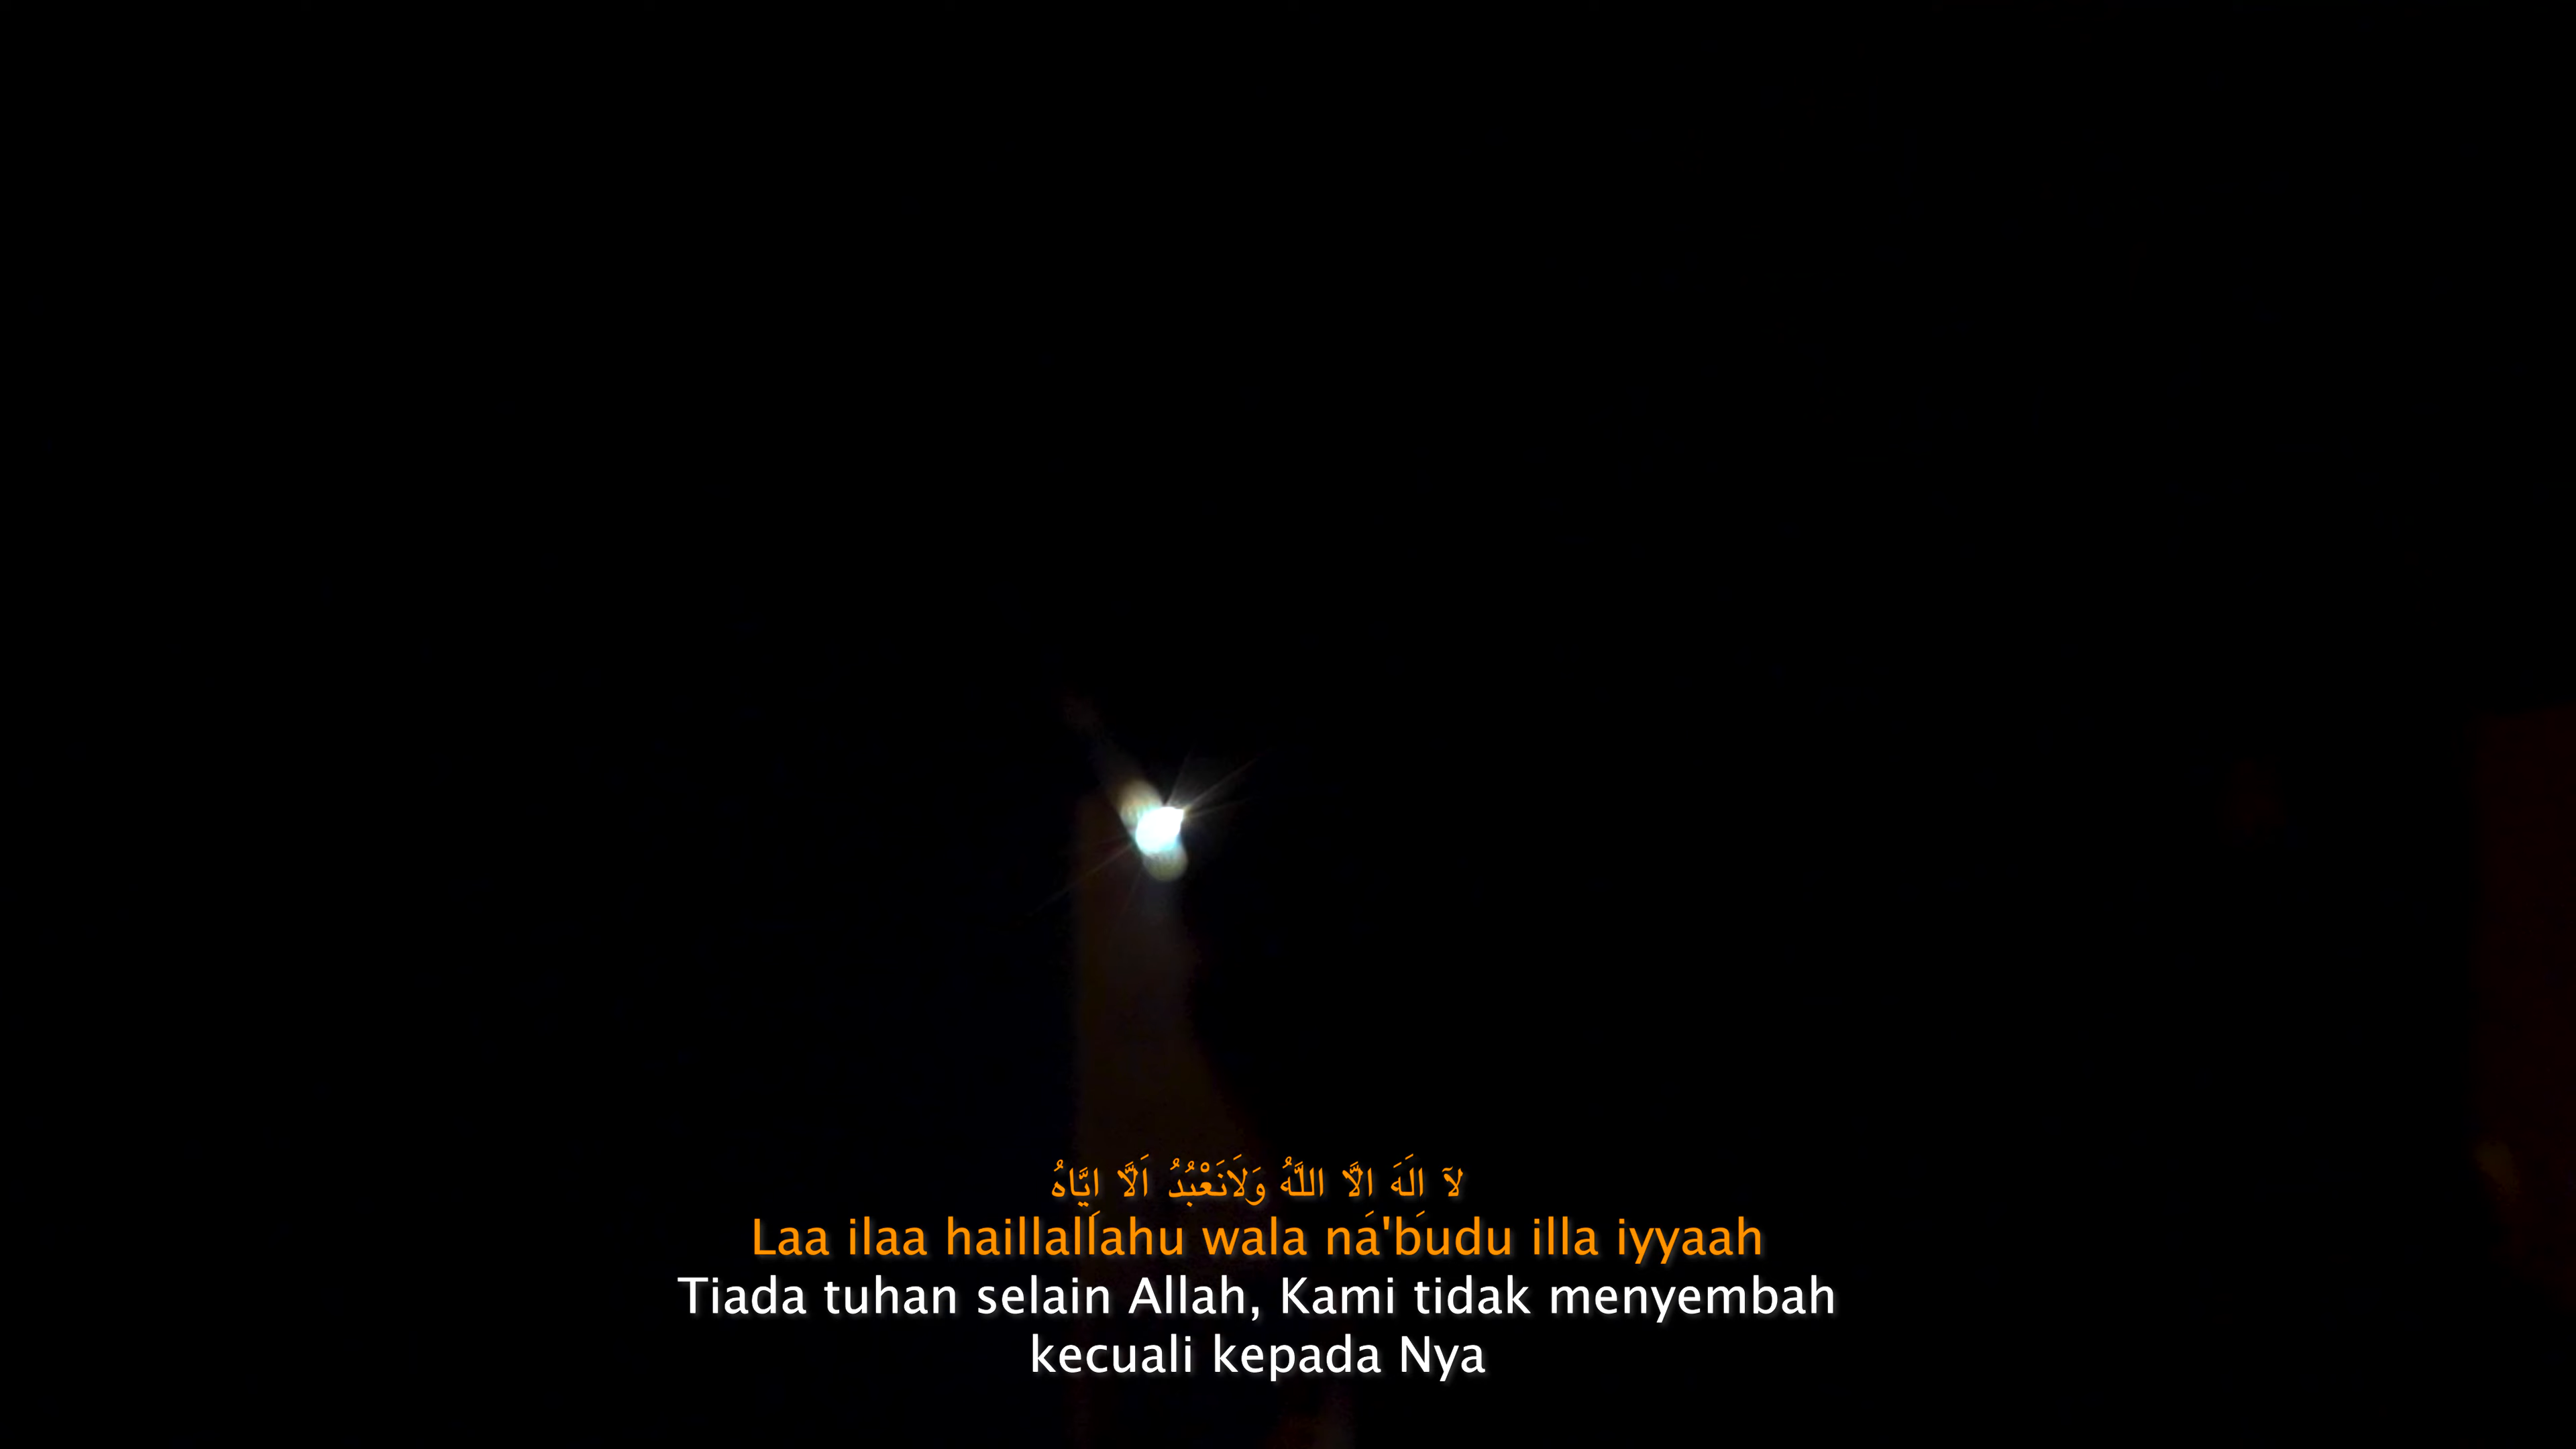 لآ اِلَهَ اِلَّا اللَّهُ وَلَانَعْبُدُ اَلَّا اِيَّاهُ
Laa ilaa haillallahu wala na'budu illa iyyaah
Tiada tuhan selain Allah, Kami tidak menyembah
kecuali kepada Nya